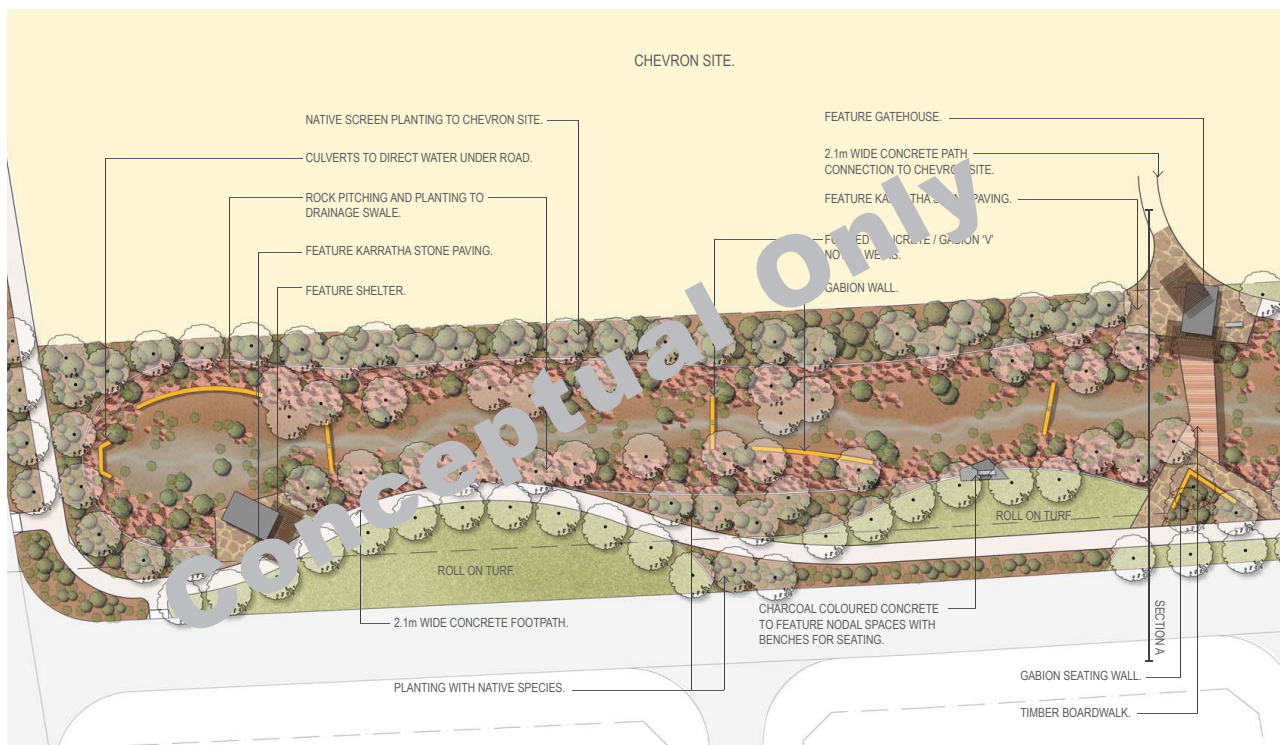 CHEVRON SITE.
NATIVE SCREEN PLANTING TO CHEVRON SITE.
CULVERTS TO DIRECT WATER UNDER ROAD.
ROCK PITCHING AND PLANTING TO
DRAINAGE SWALE.
FEATURE KARRATHA STONE PAVING.
FEATURE SHELTER.
FEATURE GATEHOUSE.
2.1m WIDE CONCRETE PATH
CONNECTION TO CHEVRON SITE.
FEATURE KARRATHA PAVING.
/ GABION 'V'
GABION WALL.
Conceptual Only
ROLL ON TURF.
ROLL ON TURF
2.1m WIDE CONCRETE FOOTPATH.
CHARCOAL COLOURED CONCRETE
TO FEATURE NODAL SPACES WITH
BENCHES FOR SEATING.
SECTION A
PLANTING WITH NATIVE SPECIES.
GABION SEATING WALL.
TIMBER BOARDWALK.